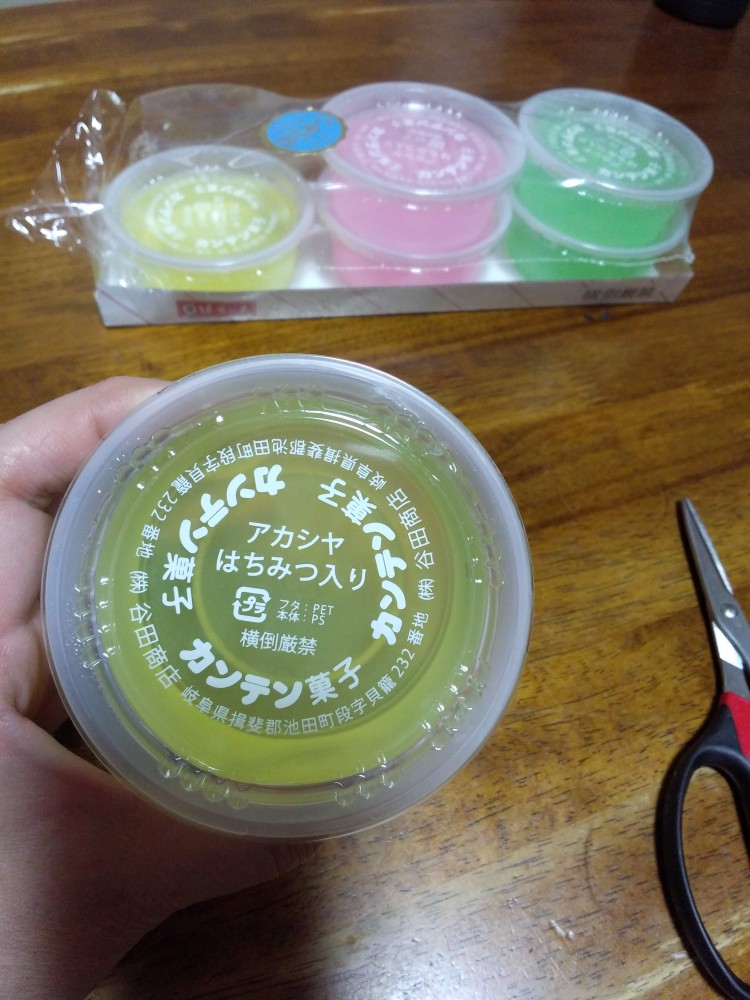 アカシヤ
はちみつ入り
プラ
フタ：PET
本体：PS
横倒厳禁
カンテン菓子
カンテン菓子
カンテン菓子
岐阜県揖斐郡池田町段字貝籠232番地 ㈱ 谷田商店
岐阜県揖斐郡池田町段字貝籠232番地 ㈱ 谷田商店